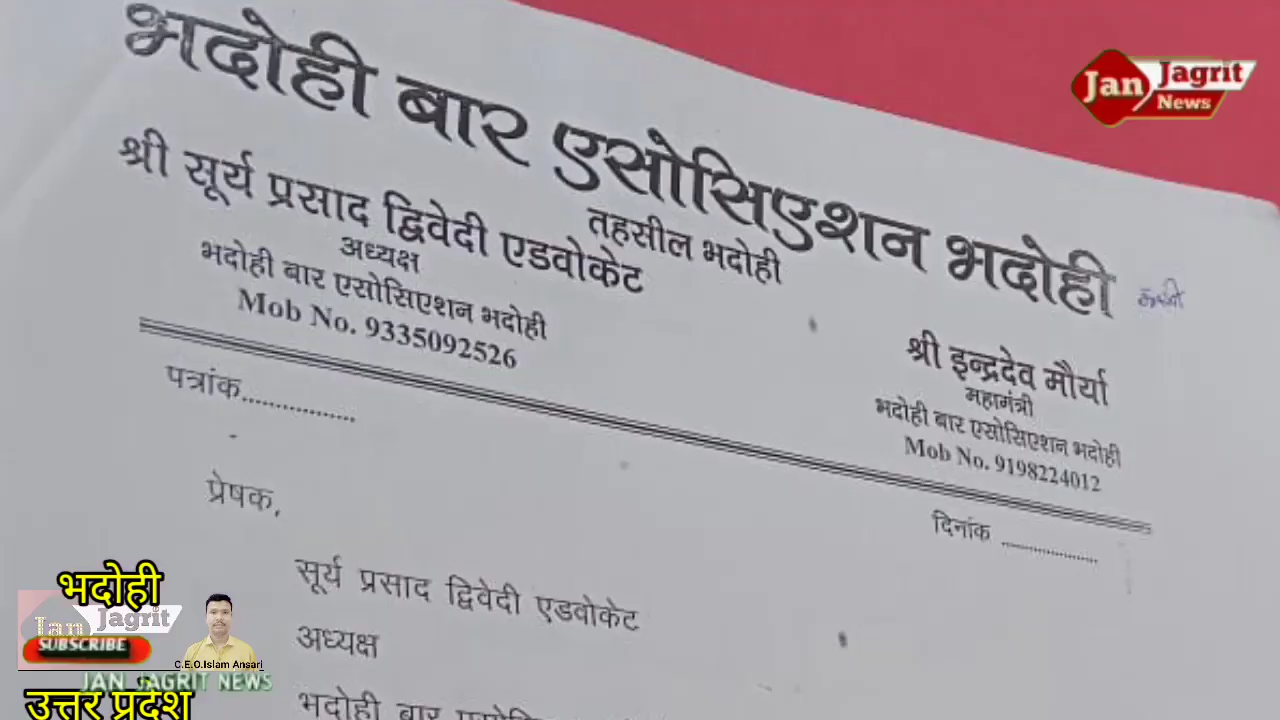 भदोही बार एसोसिएशन भदोही
तहसील भदोही
श्री सूर्य प्रसाद द्विवेदी एडवोकेट
अध्यक्ष
भदोही बार एसोसिएशन भदोही
Mob No. 9335092526
श्री इन्द्रदेव मौर्या
महामंत्री
भदोही बार एसोसिएशन भदोही
Mob No. 9198224012
पत्रांक.................
दिनांक .................
प्रेषक,
सूर्य प्रसाद द्विवेदी एडवोकेट
अध्यक्ष
भदोही बार
Jan Jagrit
News
भदोही
Jan Jagrit
SUBSCRIBE
C.E.O.Islam Ansari
JAN JAGRIT NEWS
उत्तर प्रदेश